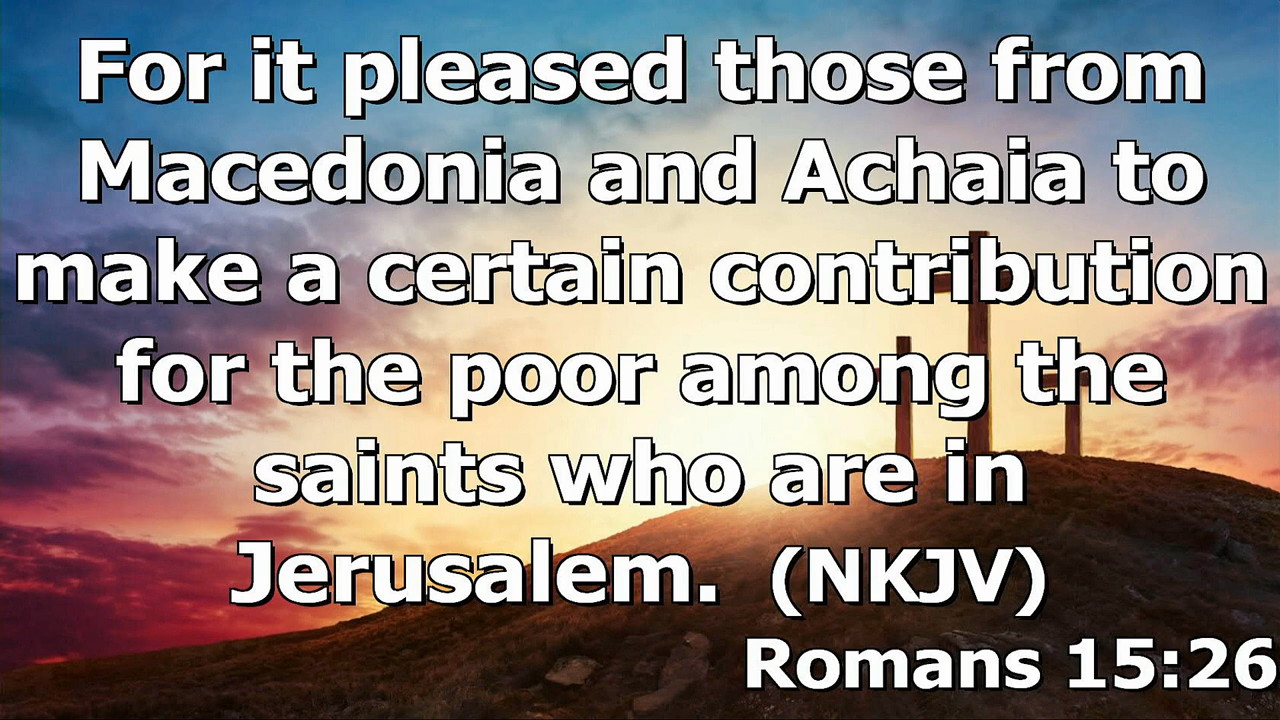 For it pleased those from
Macedonia and Achaia to
make a certain contribution
for the poor among the
saints who are in
Jerusalem. (NKJV)
Romans 15:26